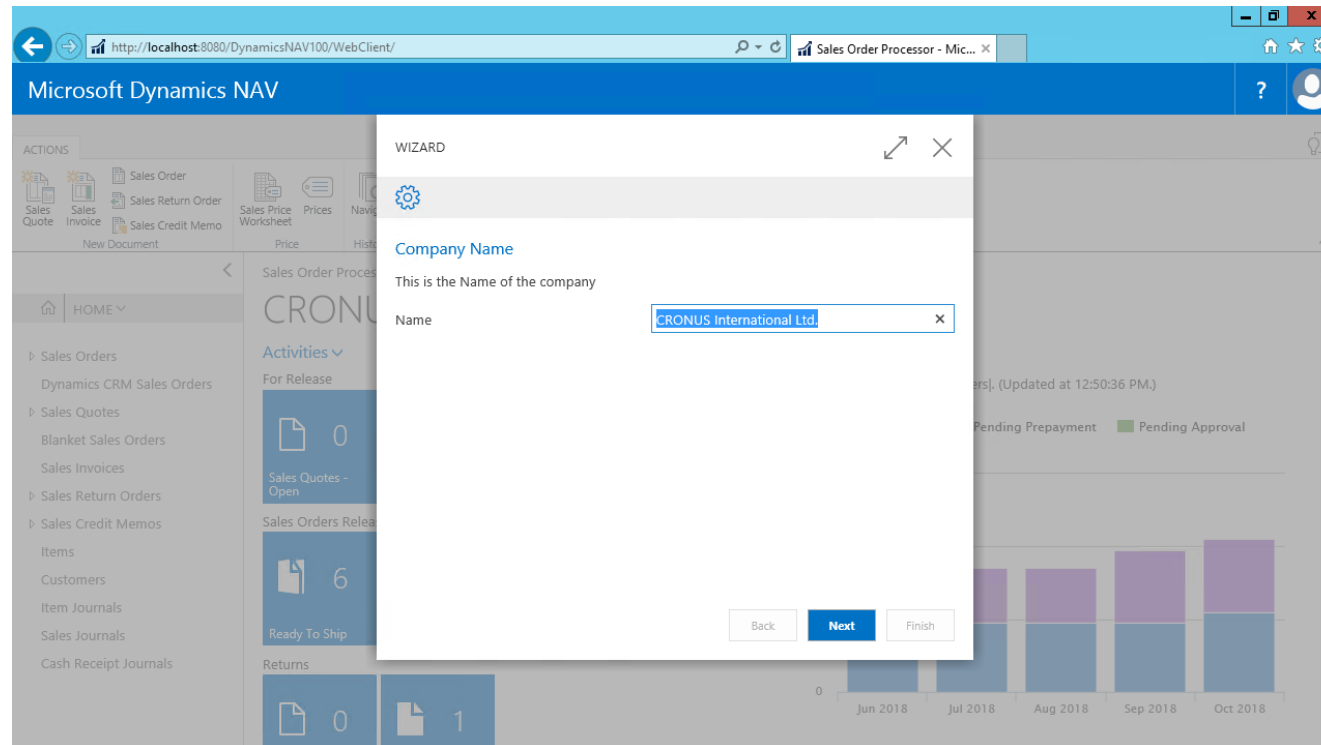 http://localhost:8080/DynamicsNAV100/WebClient/
Sales Order Processor - Mic...
Microsoft Dynamics NAV
?
ACTIONS
Sales Quote
Sales Invoice
Sales Order
Sales Return Order
Sales Credit Memo
New Document
Sales Price Worksheet
Prices
Price
WIZARD
Company Name
This is the Name of the company
Name
CRONUS International Ltd.
Back
Next
Finish
HOME
Sales Orders
Dynamics CRM Sales Orders
Sales Quotes
Blanket Sales Orders
Sales Invoices
Sales Return Orders
Sales Credit Memos
Items
Customers
Item Journals
Sales Journals
Cash Receipt Journals
Sales Order
Activities
For Release
0
Sales Quotes - Open
Sales Orders
6
Ready To Ship
Returns
0
1
(Updated at 12:50:36 PM.)
Pending Prepayment
Pending Approval
0
Jun 2018
Jul 2018
Aug 2018
Sep 2018
Oct 2018